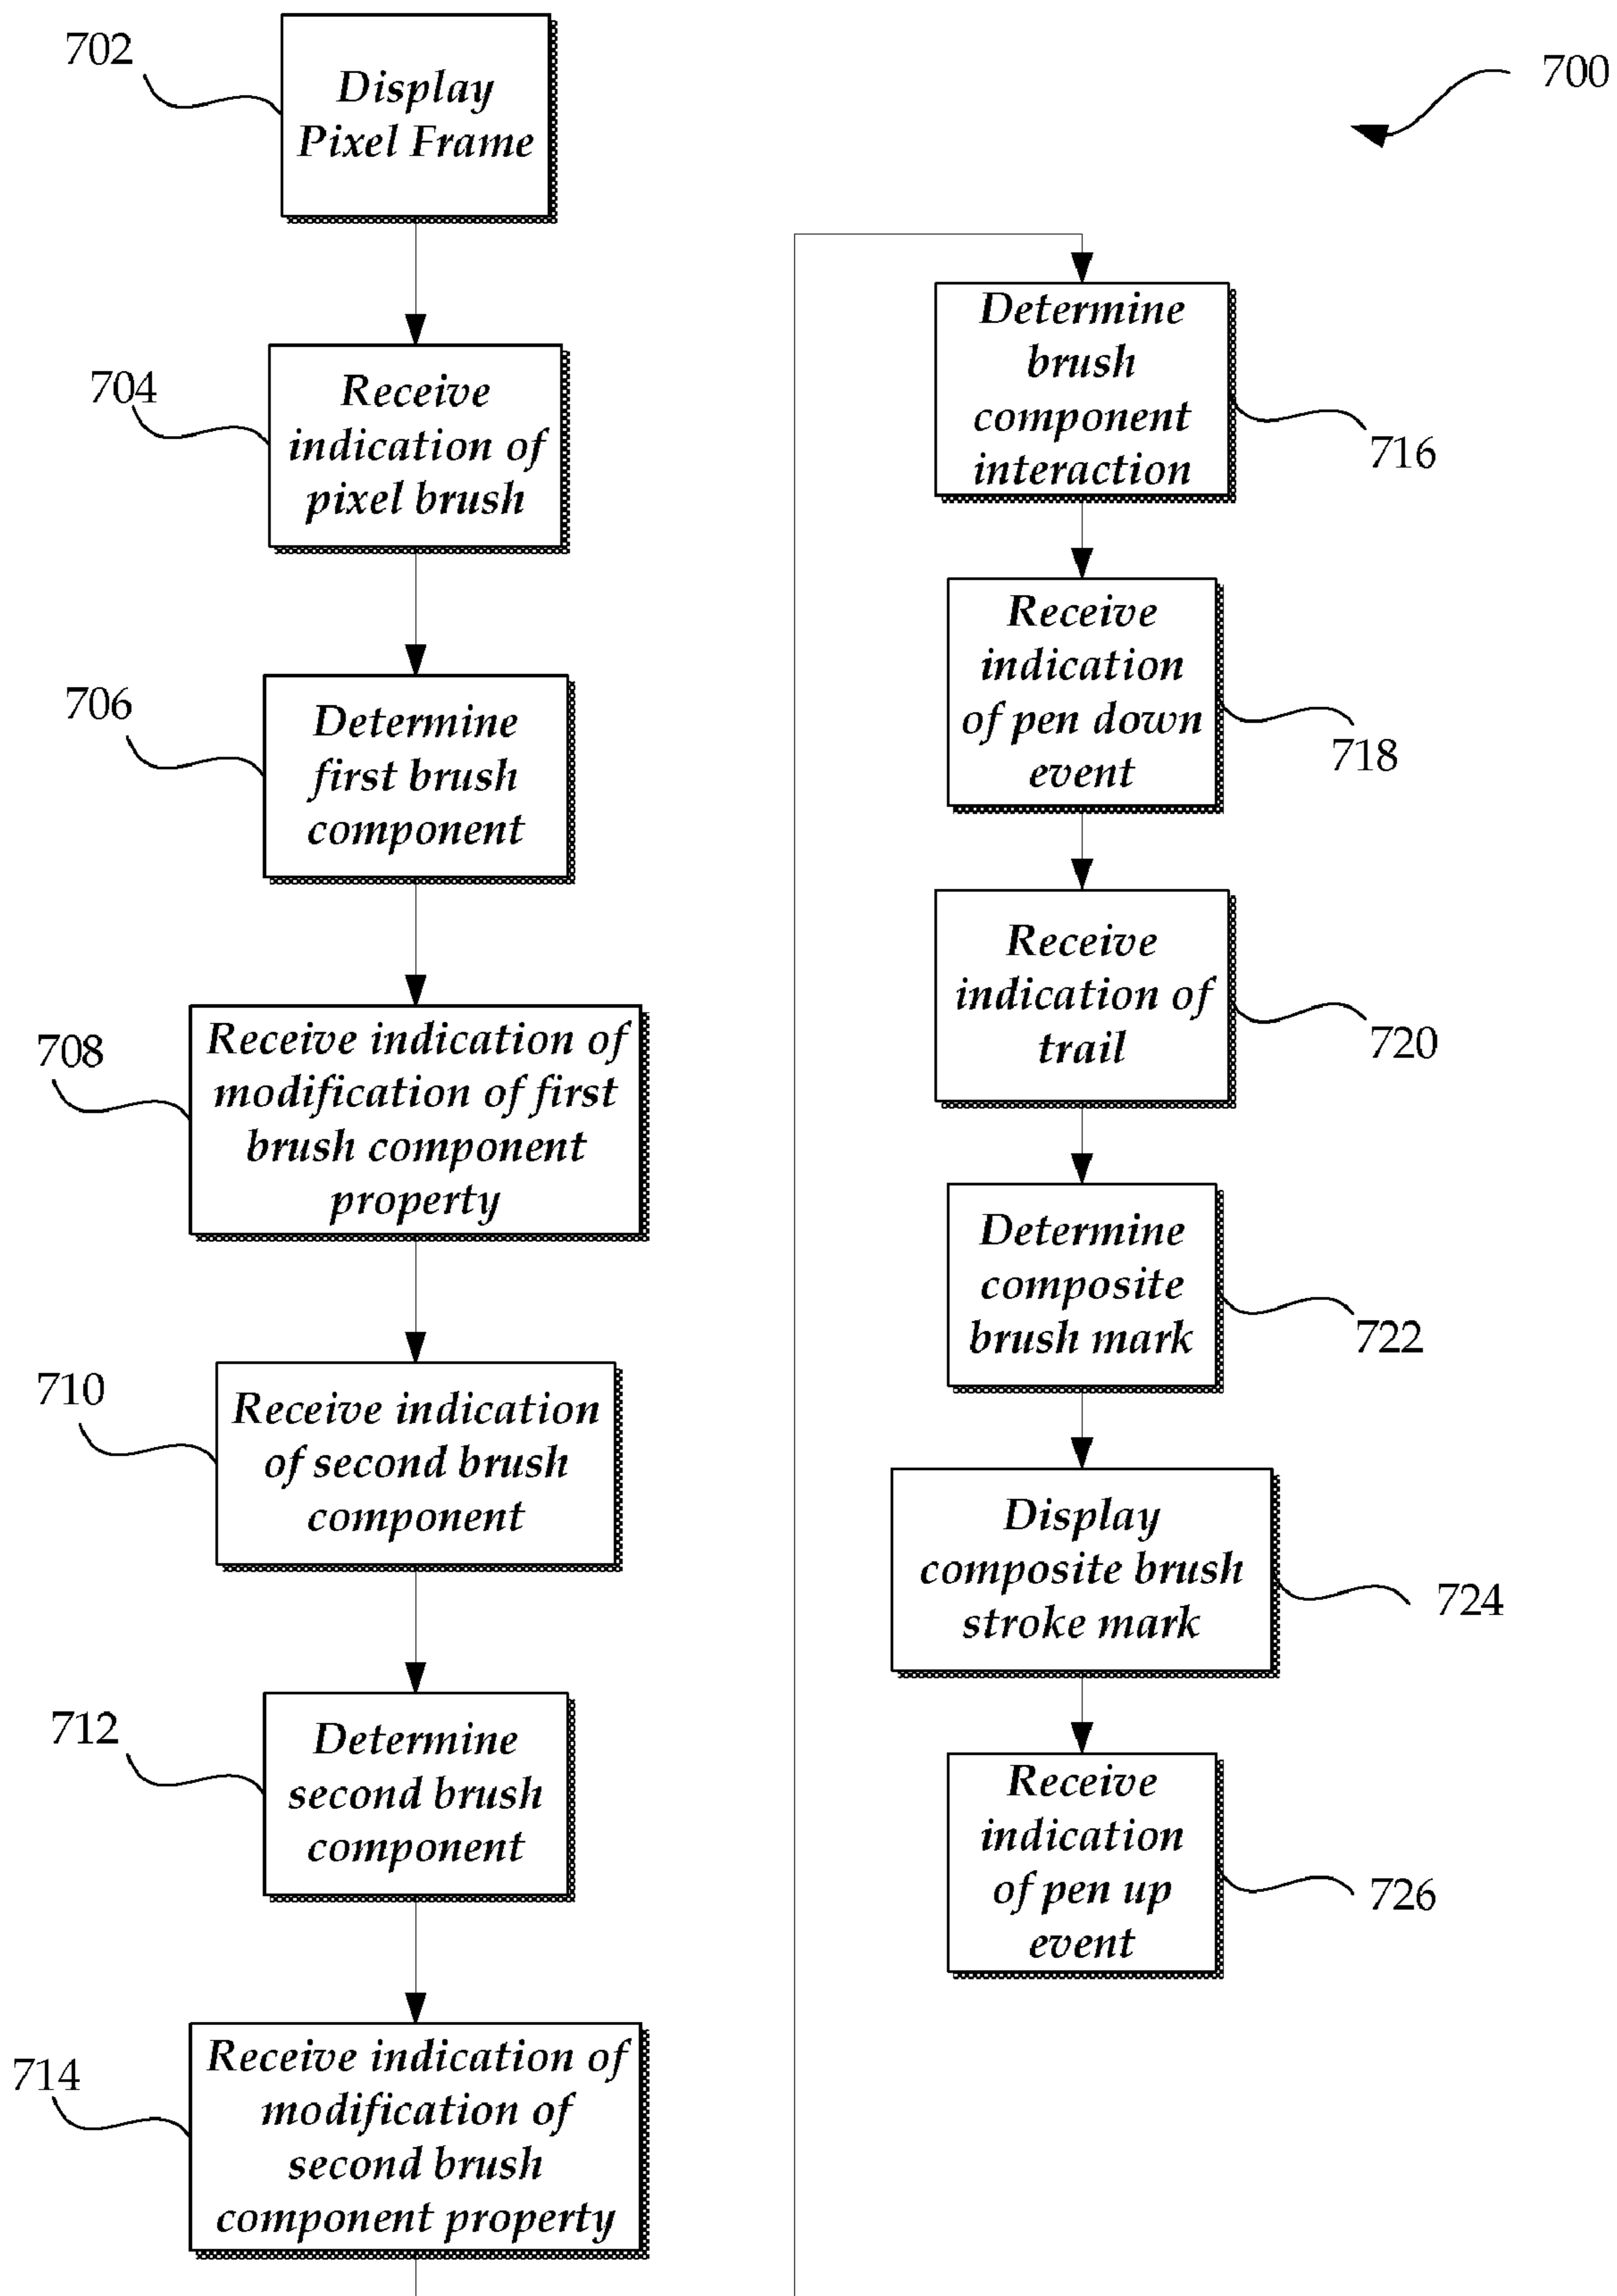 702
Display
Pixel Frame
704
Receive
indication of
pixel brush
706
Determine
first brush
component
708
Receive indication of
modification of first
brush component
property
710
Receive indication
of second brush
component
712
Determine
second brush
component
714
Receive indication of
modification of
second brush
component property
700
Determine
brush
component
interaction
716
Receive
indication
of pen down
event
718
Receive
indication of
trail
720
Determine
composite
brush mark
722
Display
composite brush
stroke mark
724
Receive
indication
of pen up
event
726